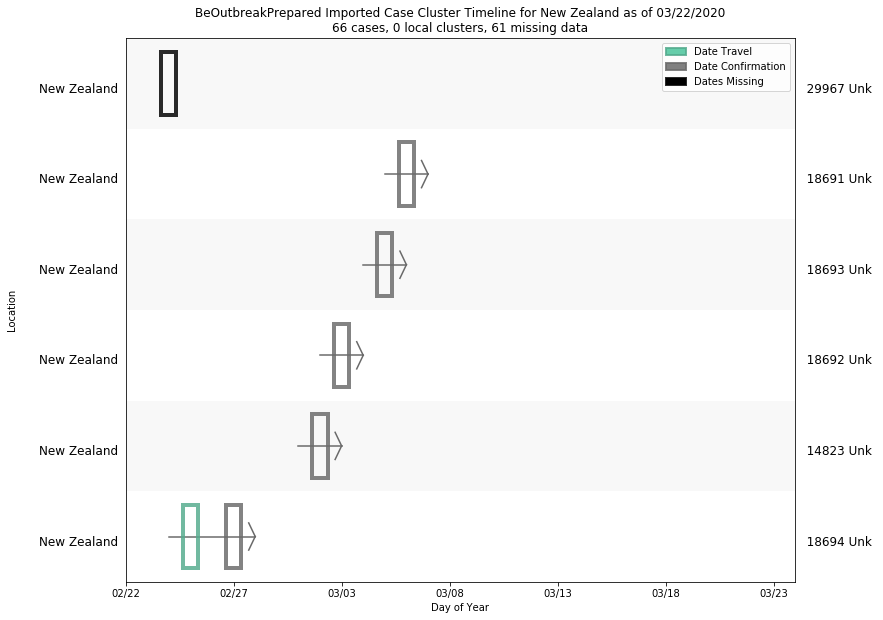 BeOutbreakPrepared Imported Case Cluster Timeline for New Zealand as of 03/22/2020
66 cases, 0 local clusters, 61 missing data
Date Travel
Date Confirmation
Dates Missing
New Zealand
29967 Unk
New Zealand
18691 Unk
New Zealand
18693 Unk
New Zealand
18692 Unk
New Zealand
14823 Unk
New Zealand
18694 Unk
Location
02/22
02/27
03/03
03/08
03/13
03/18
03/23
Day of Year